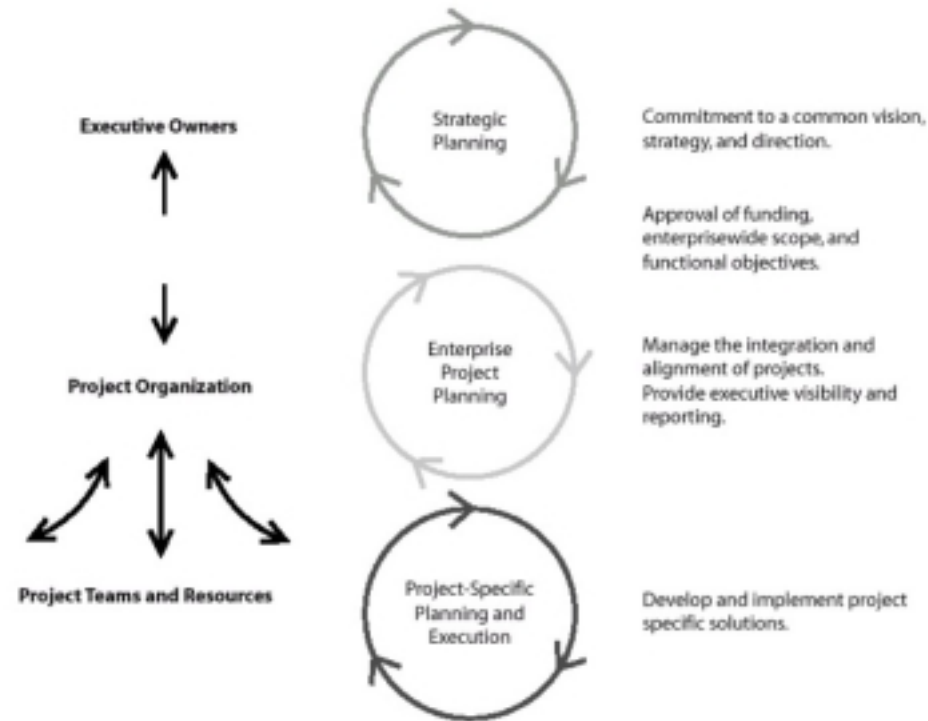 Executive Owners
Strategic
Planning
Commitment to a common vision,
strategy, and direction.
Approval of funding,
enterprisewide scope, and
functional objectives.
Project Organization
Enterprise
Project
Planning
Manage the integration and
alignment of projects.
Provide executive visibility and
reporting.
Project Teams and Resources
Project-Specific
Planning and
Execution
Develop and implement project
specific solutions.